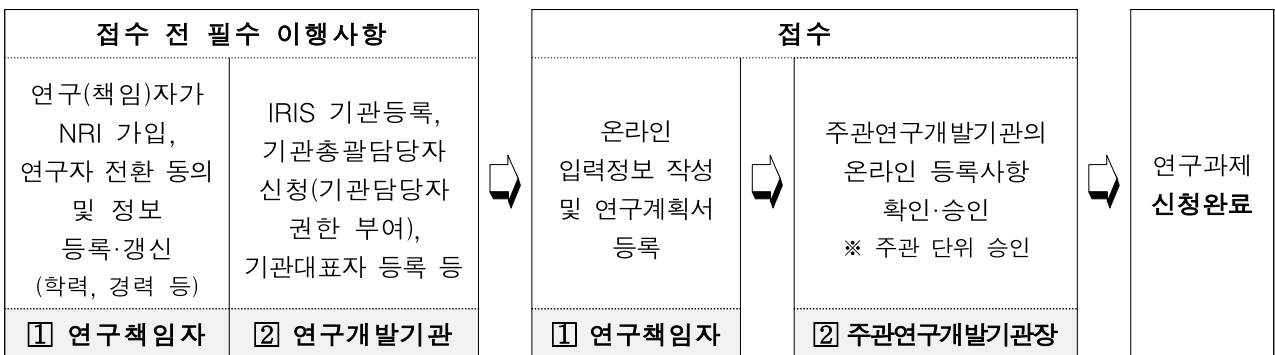 접수 전 필수 이행사항
연구(책임)자가
NRI 가입,
연구자 전환 동의
및 정보
등록·갱신
(학력, 경력 등)
1 연구책임자
IRIS 기관등록,
기관총괄담당자
신청(기관담당자
권한 부여),
기관대표자 등록 등
2 연구개발기관
접수
온라인
입력정보 작성
및 연구계획서
등록
1 연구책임자
주관연구개발기관의
온라인 등록사항
확인·승인
※ 주관 단위 승인
2 주관연구개발기관장
연구과제
신청완료